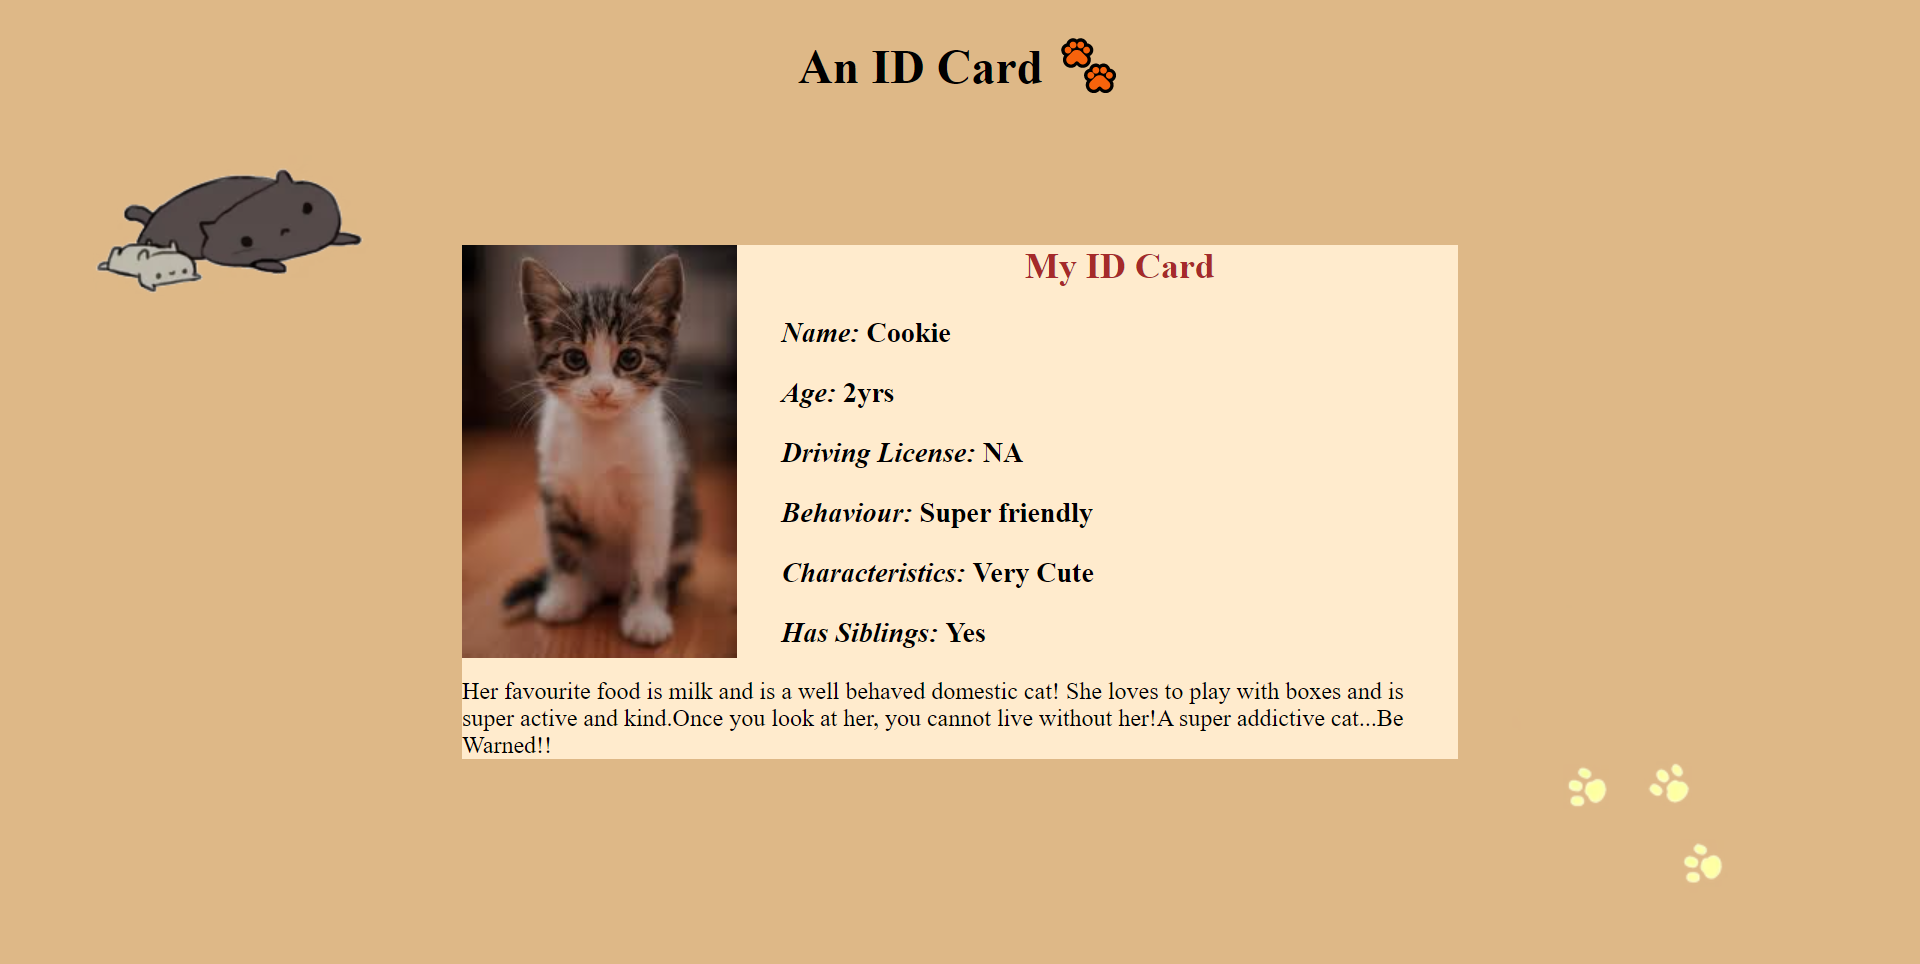 An ID Card
My ID Card
Name: Cookie
Age: 2yrs
Driving License: NA
Behaviour: Super friendly
Characteristics: Very Cute
Has Siblings: Yes
Her favourite food is milk and is a well behaved domestic cat! She loves to play with boxes and is
super active and kind.Once you look at her, you cannot live without her!A super addictive cat...Be
Warned!!